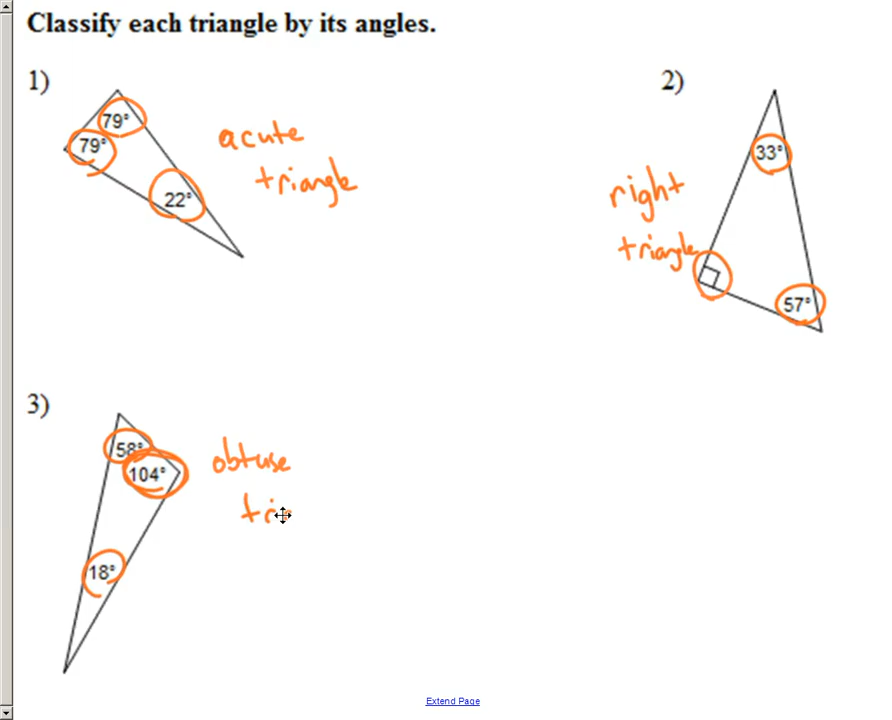 Classify each triangle by its angles.
1)
79°
79°
22°
acute
triangle
2)
33°
57°
right
triangle
3)
58°
104°
18°
obtuse
tri
Extend Page